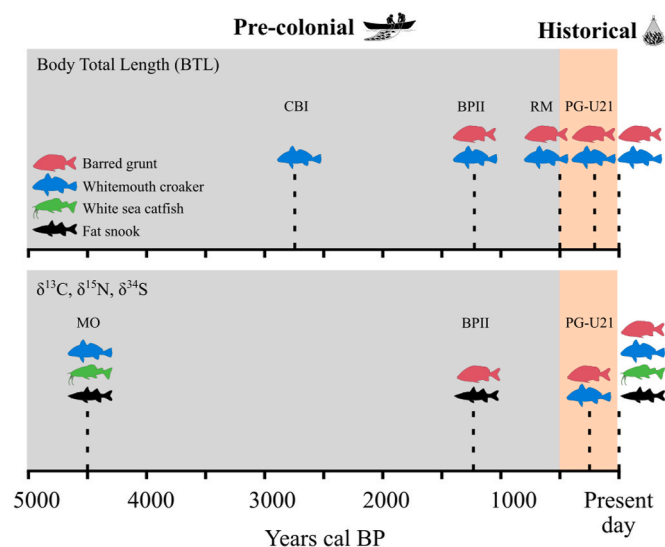 Pre-colonial
Historical
Body Total Length (BTL)
CBI
BPII
RM
PG-U21
Barred grunt
Whitemouth croaker
White sea catfish
Fat snook
δ¹³C, δ¹⁵N, δ³⁴S
MO
BPII
PG-U21
5000
4000
3000
2000
1000
Present
day
Years cal BP